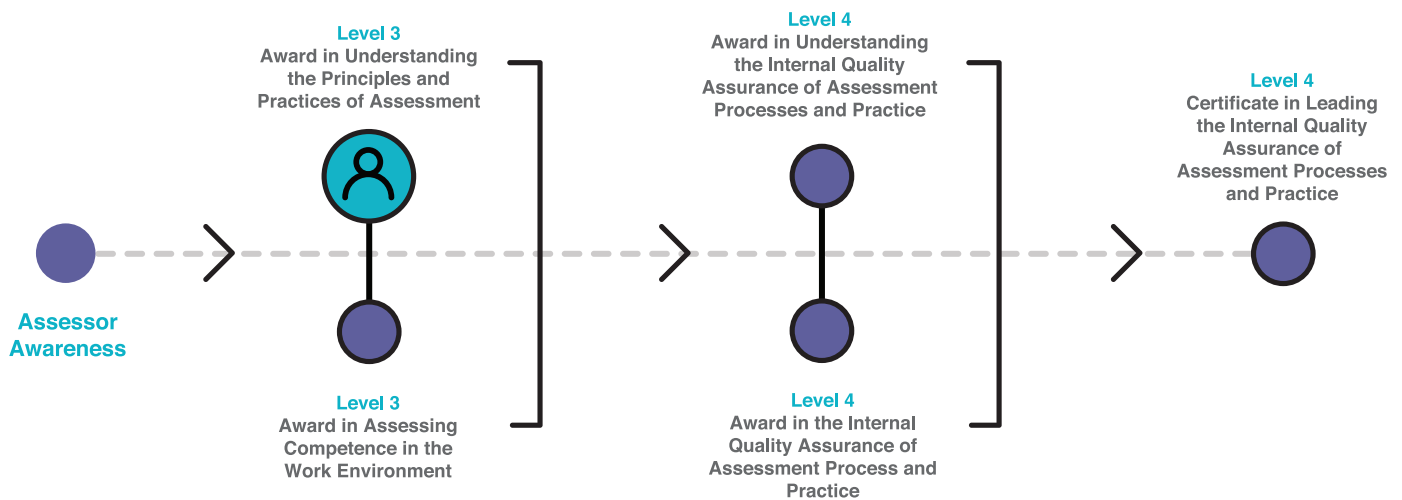 Assessor
Awareness
Level 3
Award in Understanding
the Principles and
Practices of Assessment
Level 3
Award in Assessing
Competence in the
Work Environment
Level 4
Award in Understanding
the Internal Quality
Assurance of Assessment
Processes and Practice
Level 4
Award in the Internal
Quality Assurance of
Assessment Process and
Practice
Level 4
Certificate in Leading
the Internal Quality
Assurance of
Assessment Processes
and Practice